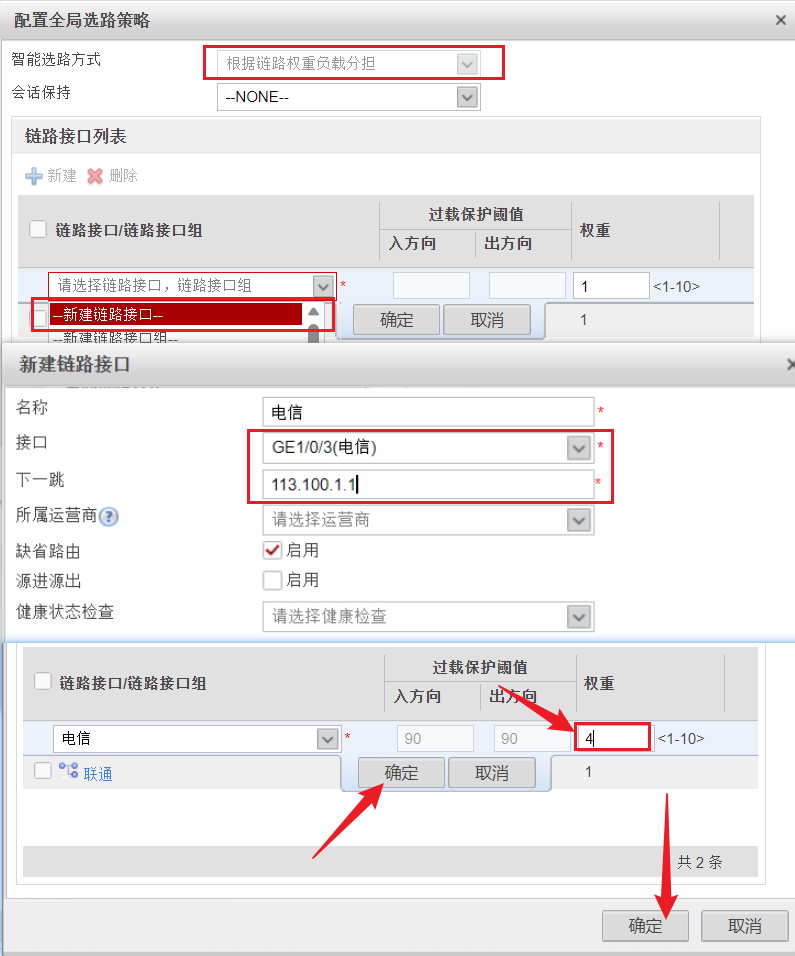 配置全局选路策略 ×
智能选路方式 根据链路权重负载分担
会话保持 --NONE--
链路接口列表
新建 删除
链路接口/链路接口组 过载保护阈值 权重
入方向 出方向
请选择链路接口，链路接口组 * 1 <1-10>
--新建链路接口-- 确定 取消 1
--新建链路接口组--
新建链路接口 ×
名称 电信 *
接口 GE1/0/3(电信) *
下一跳 113.100.1.1 *
所属运营商 ? 请选择运营商
缺省路由 启用
源进源出 启用
健康状态检查 请选择健康检查
链路接口/链路接口组 过载保护阈值 权重
入方向 出方向
电信 * 90 90 4 <1-10>
联通 确定 取消 1
共 2 条
确定 取消